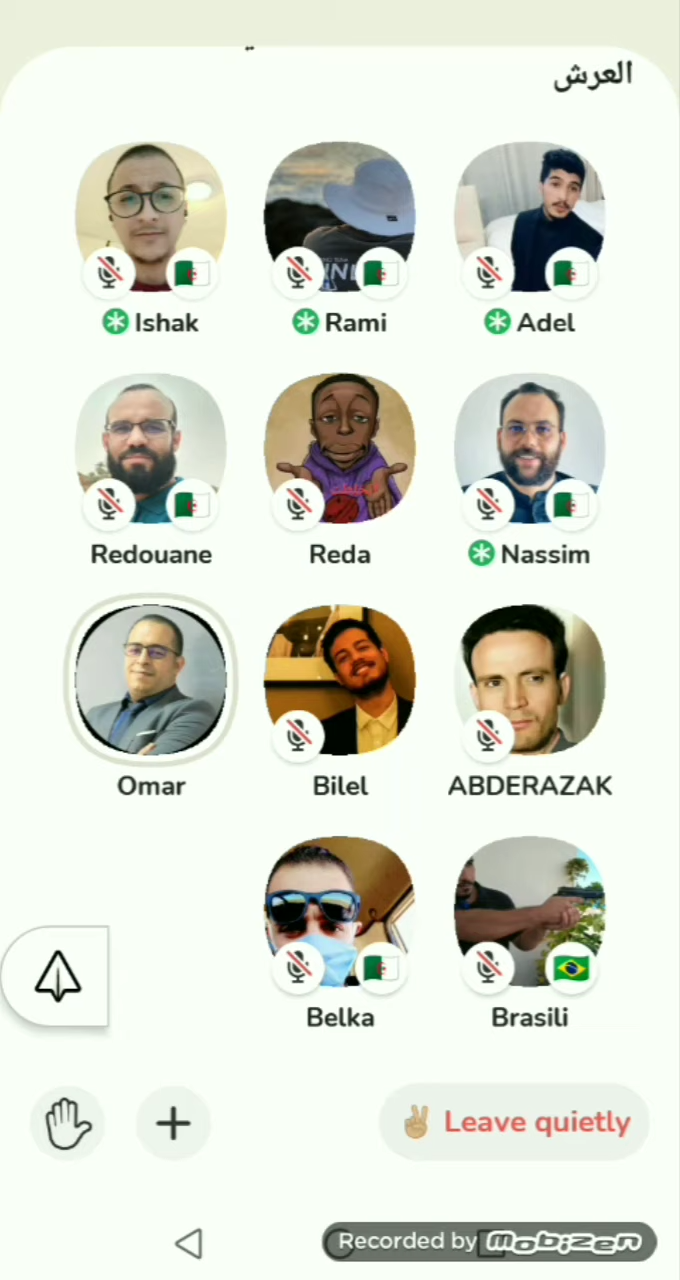 العرش
Ishak
Rami
Adel
Redouane
Reda
Nassim
Omar
Bilel
ABDERAZAK
Belka
Brasili
Leave quietly
Recorded by mobizen